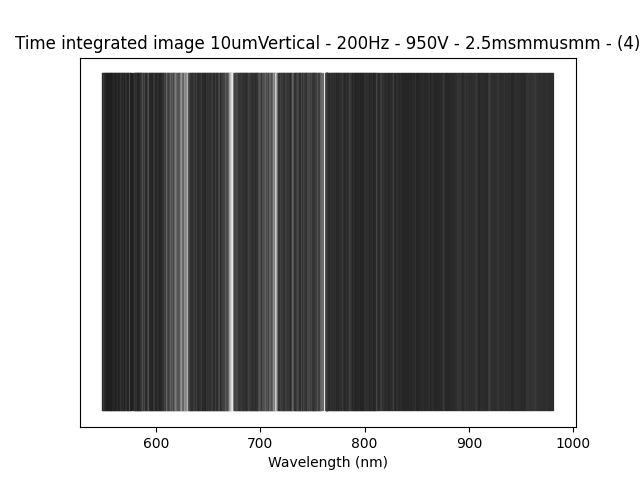 Time integrated image 10umVertical - 200Hz - 950V - 2.5msmmusmm - (4)
600 700 800 900 1000
Wavelength (nm)